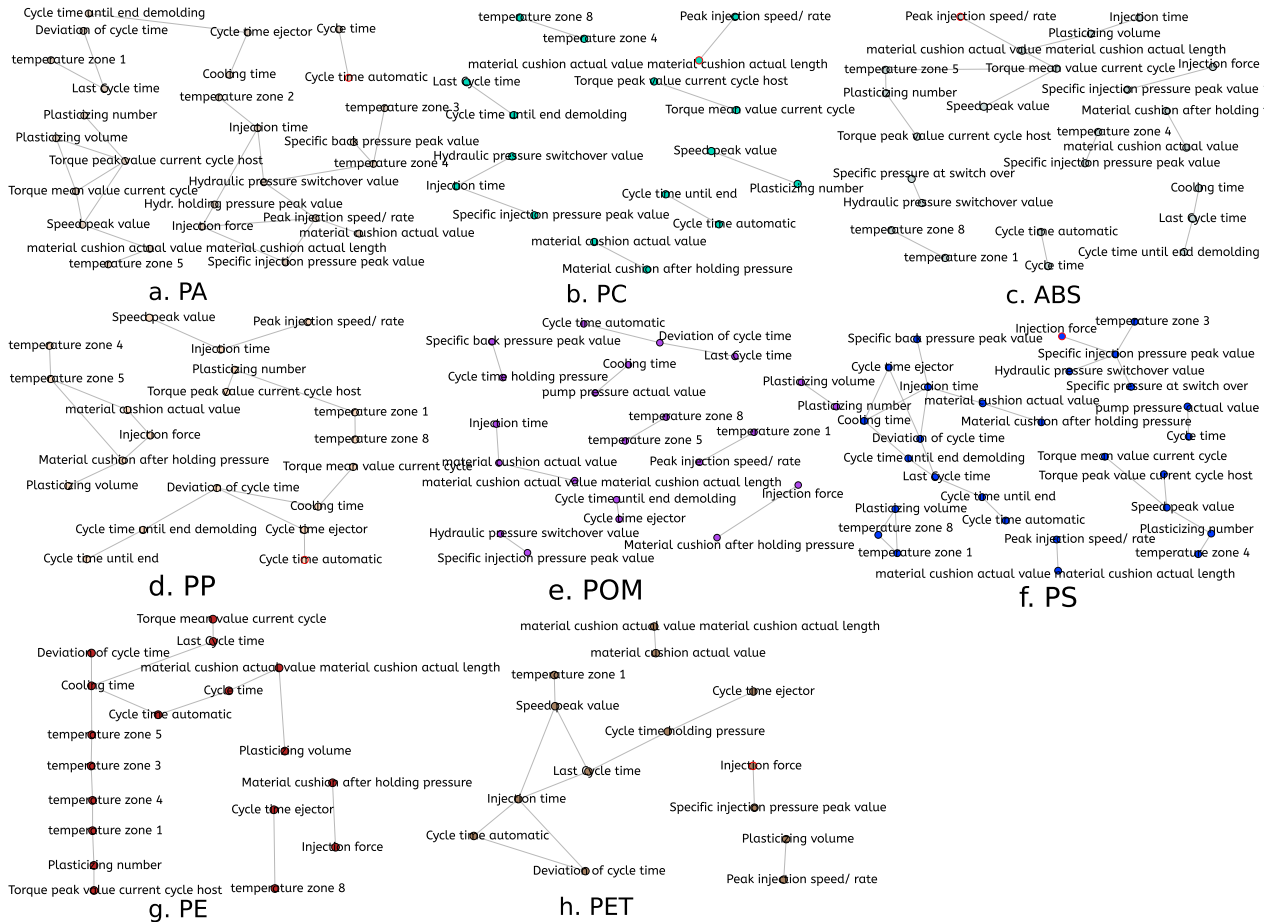 Cycle time until end demolding
Deviation of cycle time
Cycle time ejector
Cycle time
temperature zone 1
Cooling time
Cycle time automatic
Last Cycle time
temperature zone 2
temperature zone 3
Plasticizing number
Injection time
Plasticizing volume
Specific back pressure peak value
Torque peak value current cycle host
temperature zone 4
Hydraulic pressure switchover value
Torque mean value current cycle
Hydr. holding pressure peak value
Speed peak value
Injection force
Peak injection speed/ rate
material cushion actual value
material cushion actual value material cushion actual length
temperature zone 5
Specific injection pressure peak value
a. PA
temperature zone 8
Peak injection speed/ rate
temperature zone 4
material cushion actual value material cushion actual length
Last Cycle time
Torque peak value current cycle host
Cycle time until end demolding
Torque mean value current cycle
Hydraulic pressure switchover value
Speed peak value
Injection time
Plasticizing number
Cycle time until end
Specific injection pressure peak value
Cycle time automatic
material cushion actual value
Material cushion after holding pressure
b. PC
Peak injection speed/ rate
Injection time
Plasticizing volume
material cushion actual value material cushion actual length
temperature zone 5
Torque mean value current cycle
Injection force
Plasticizing number
Specific injection pressure peak value
Speed peak value
Material cushion after holding
Torque peak value current cycle host
temperature zone 4
material cushion actual value
Specific injection pressure peak value
Specific pressure at switch over
Cooling time
Hydraulic pressure switchover value
Last Cycle time
temperature zone 8
Cycle time automatic
temperature zone 1
Cycle time until end demolding
Cycle time
c. ABS
Speed peak value
Peak injection speed/ rate
temperature zone 4
Injection time
Plasticizing number
temperature zone 5
Torque peak value current cycle host
material cushion actual value
temperature zone 1
Injection force
temperature zone 8
Material cushion after holding pressure
Torque mean value current cycle
Plasticizing volume
Deviation of cycle time
Cooling time
Cycle time until end demolding
Cycle time ejector
Cycle time until end
Cycle time automatic
d. PP
Cycle time automatic
Specific back pressure peak value
Deviation of cycle time
Last Cycle time
Cooling time
Cycle time holding pressure
Plasticizing volume
pump pressure actual value
Plasticizing number
Injection time
temperature zone 8
temperature zone 5
temperature zone 1
material cushion actual value
Peak injection speed/ rate
material cushion actual value material cushion actual length
Injection force
Cycle time until end demolding
Cycle time ejector
Hydraulic pressure switchover value
Material cushion after holding pressure
Specific injection pressure peak value
e. POM
temperature zone 3
Injection force
Specific back pressure peak value
Specific injection pressure peak value
Cycle time ejector
Hydraulic pressure switchover value
Injection time
Specific pressure at switch over
material cushion actual value
pump pressure actual value
Cooling time
Material cushion after holding pressure
Deviation of cycle time
Cycle time
Cycle time until end demolding
Torque mean value current cycle
Last Cycle time
Torque peak value current cycle host
Cycle time until end
Plasticizing volume
Speed peak value
Cycle time automatic
temperature zone 8
Plasticizing number
Peak injection speed/ rate
temperature zone 1
temperature zone 4
material cushion actual value material cushion actual length
f. PS
Torque mean value current cycle
Last Cycle time
Deviation of cycle time
material cushion actual value material cushion actual length
Cooling time
Cycle time
Cycle time automatic
temperature zone 5
Plasticizing volume
temperature zone 3
Material cushion after holding pressure
temperature zone 4
Cycle time ejector
temperature zone 1
Injection force
Plasticizing number
Torque peak value current cycle host
temperature zone 8
g. PE
material cushion actual value material cushion actual length
material cushion actual value
temperature zone 1
Cycle time ejector
Speed peak value
Cycle time holding pressure
Last Cycle time
Injection force
Injection time
Specific injection pressure peak value
Cycle time automatic
Plasticizing volume
Deviation of cycle time
Peak injection speed/ rate
h. PET